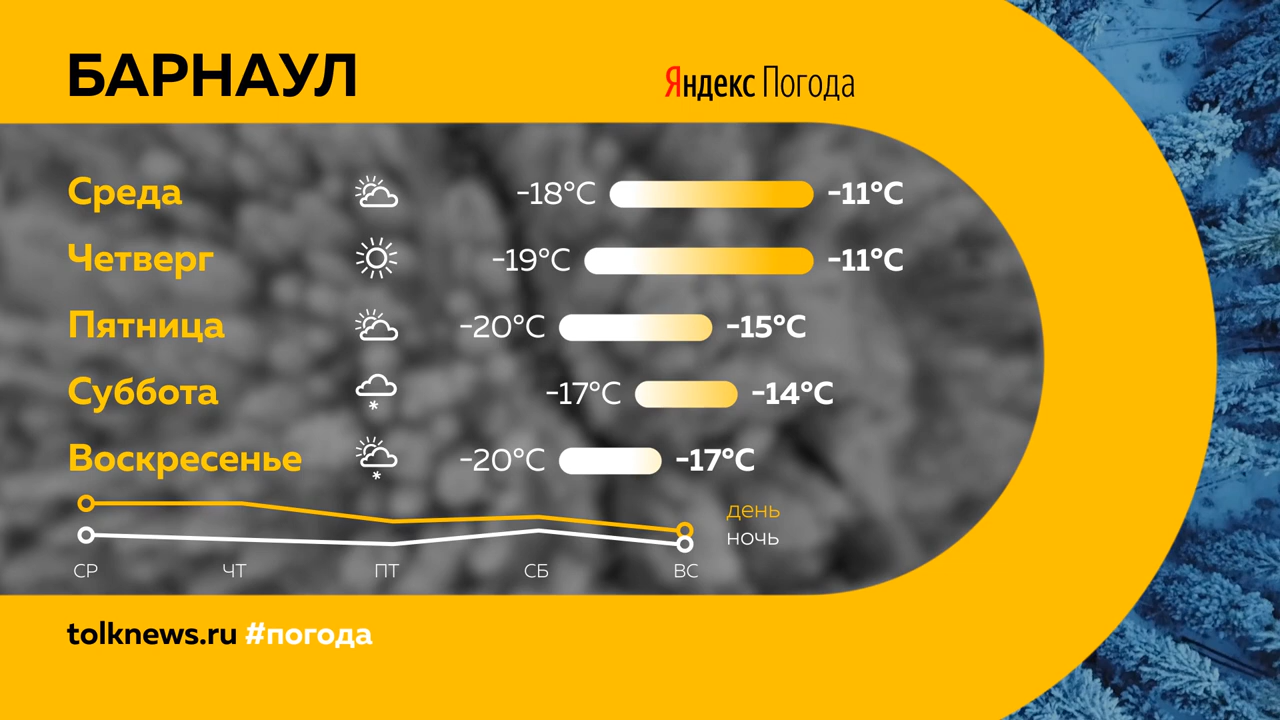 БАРНАУЛ
Яндекс Погода
Среда -18°C -11°C
Четверг -19°C -11°C
Пятница -20°C -15°C
Суббота -17°C -14°C
Воскресенье -20°C -17°C
день
ночь
СР ЧТ ПТ СБ ВС
tolknews.ru #погода